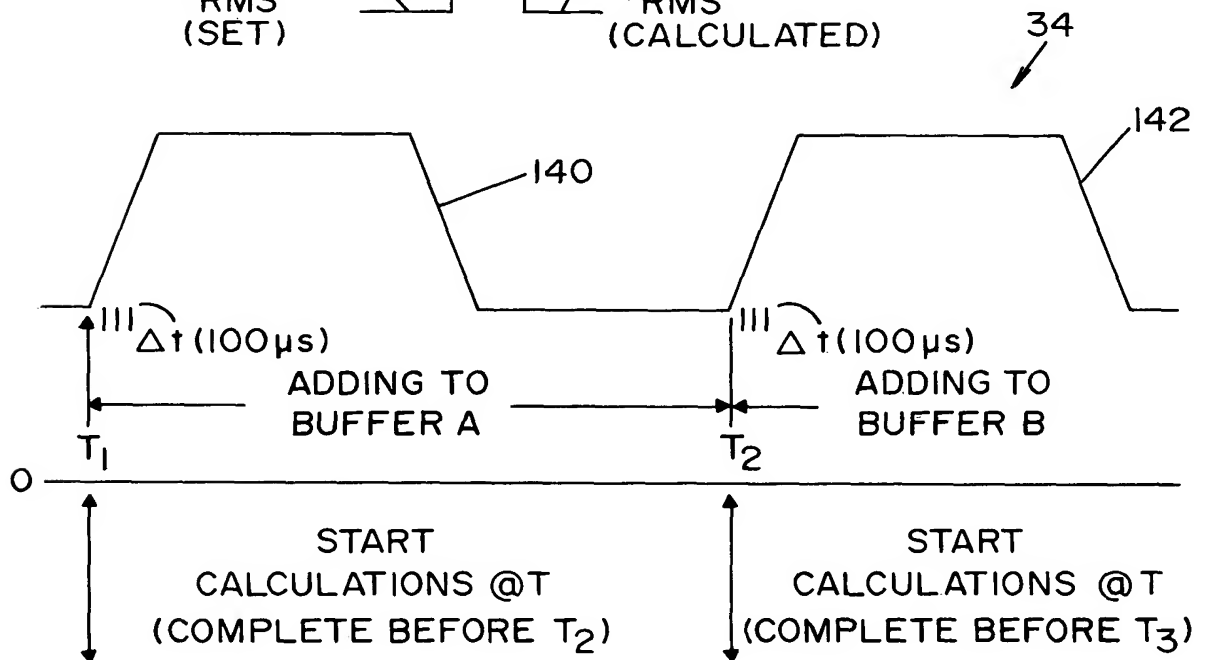 RMS
(SET)
RMS
(CALCULATED)
34
142
140
Δt (100µs)
Δt (100µs)
ADDING TO
BUFFER A
ADDING TO
BUFFER B
T1
T2
0
START
CALCULATIONS @T
(COMPLETE BEFORE T2)
START
CALCULATIONS @T
(COMPLETE BEFORE T3)